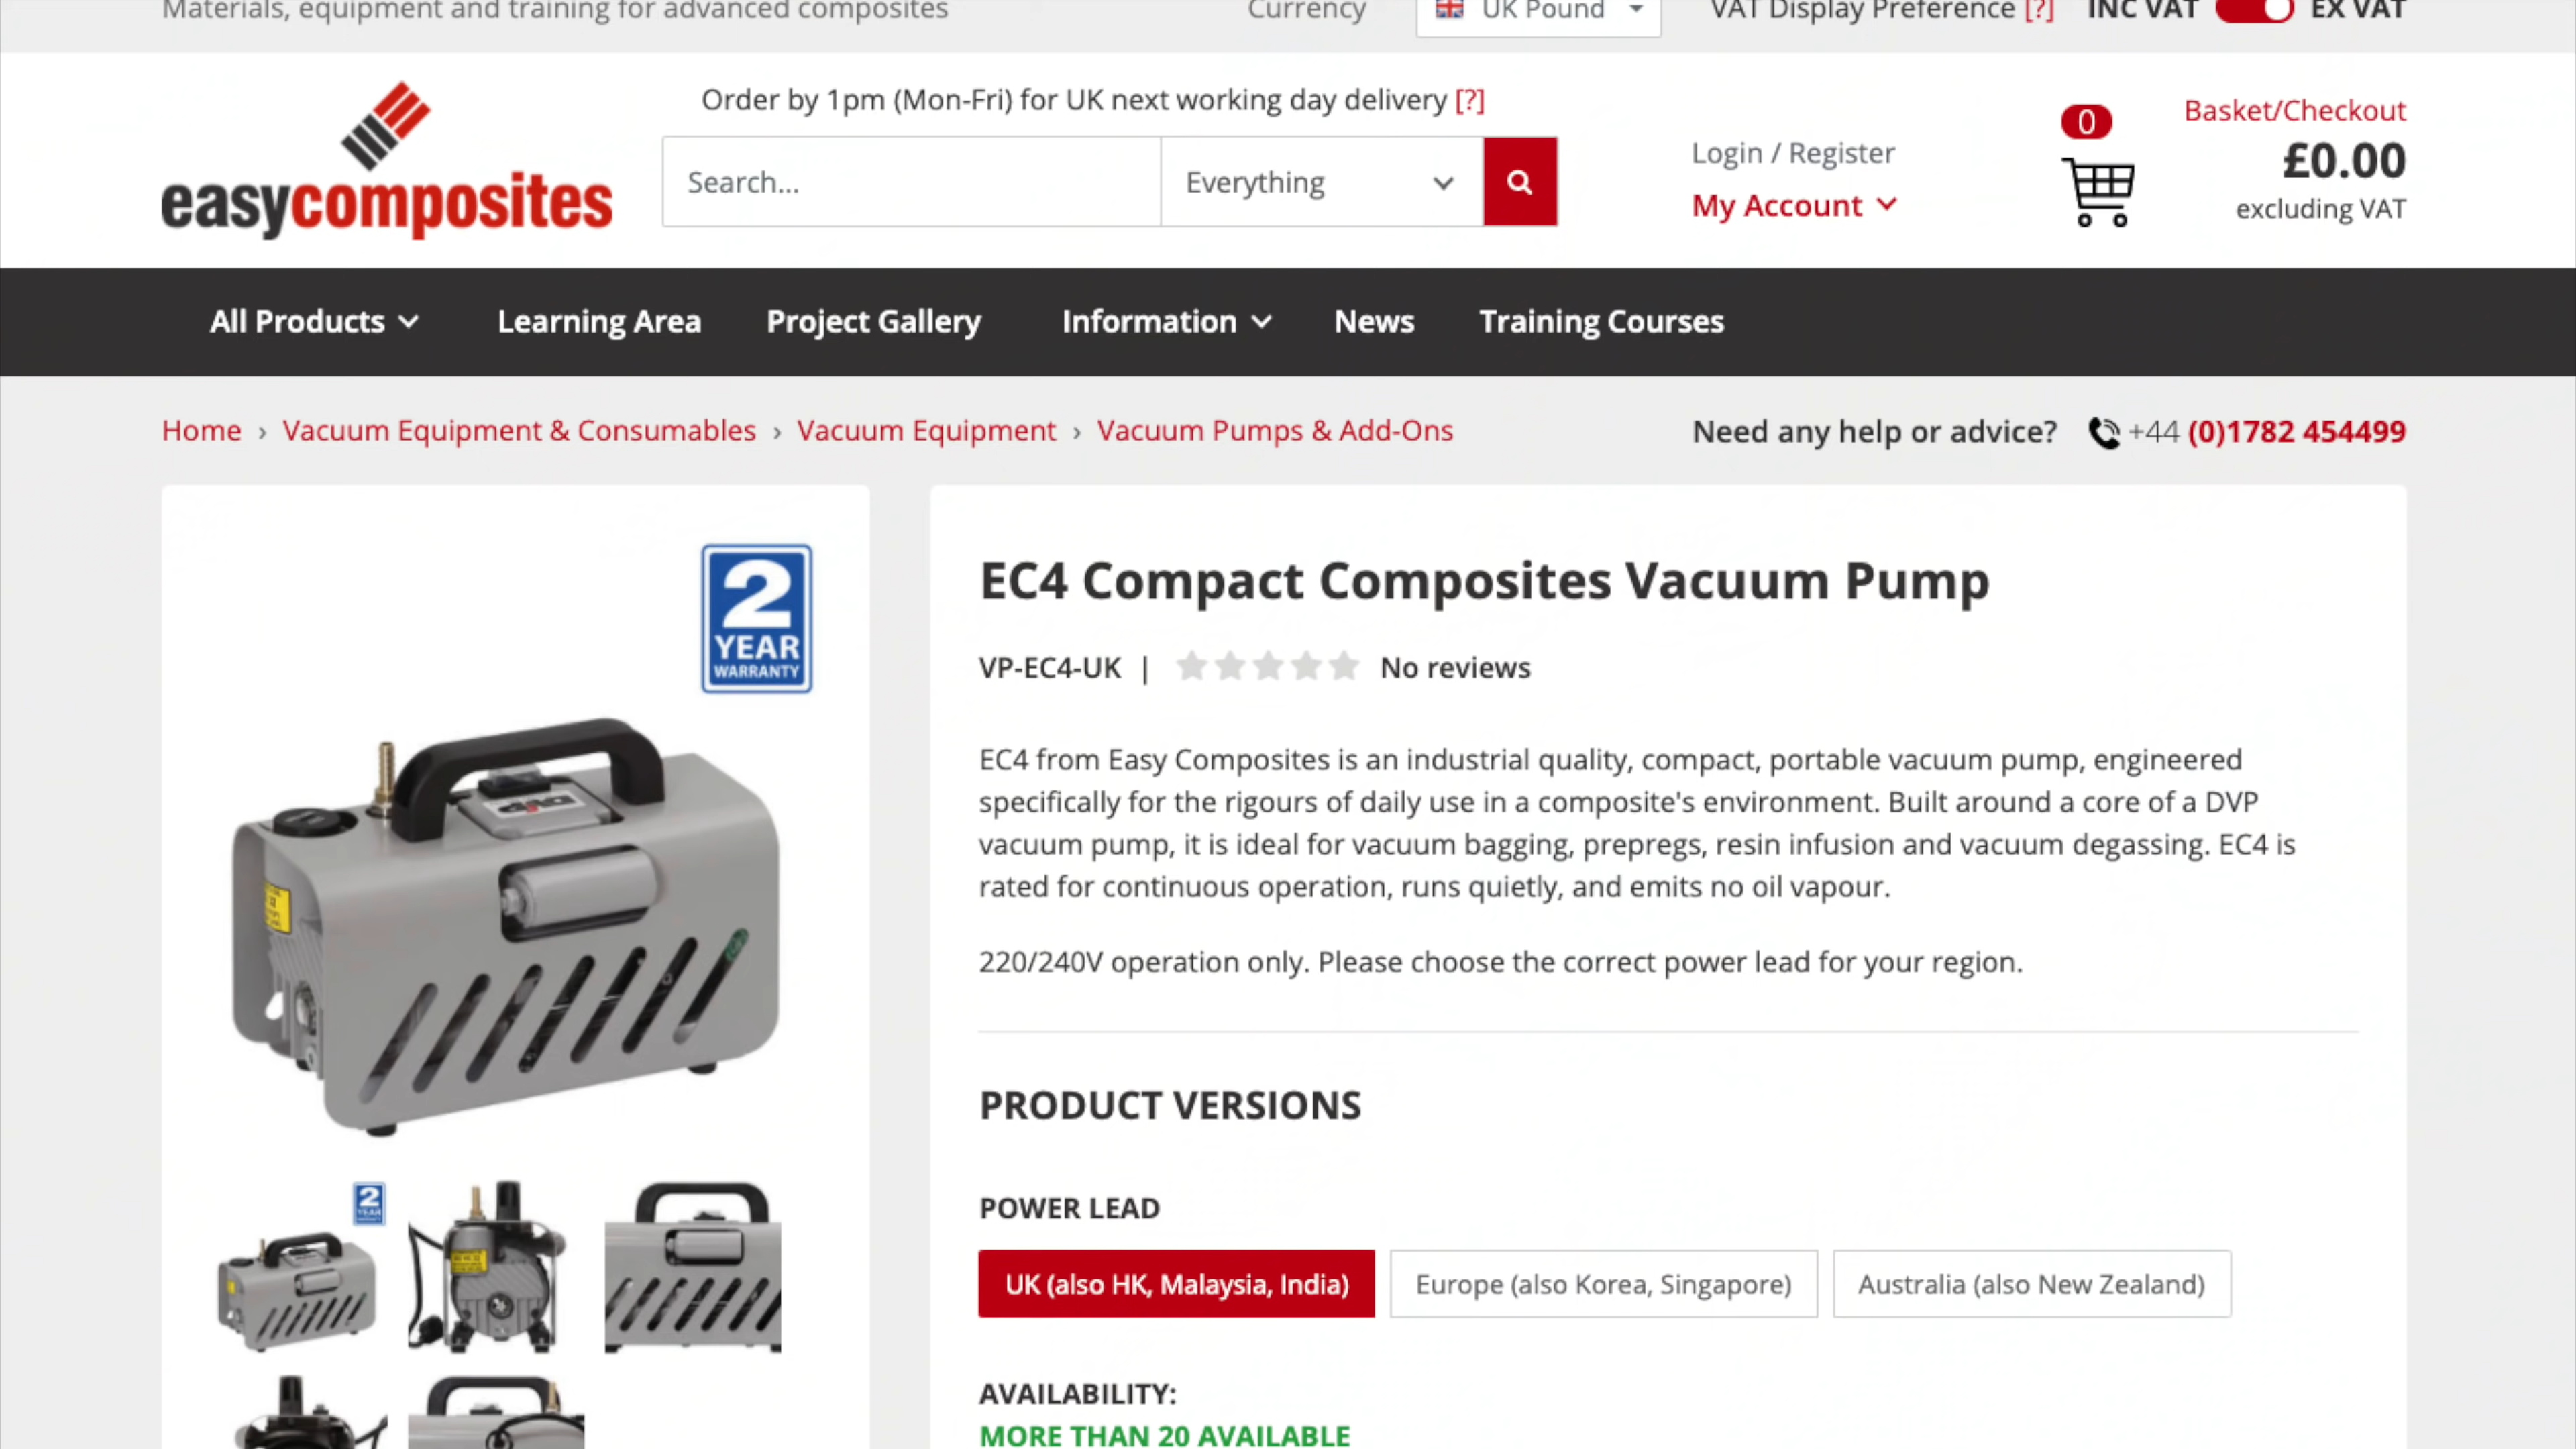 Materials, equipment and training for advanced composites
Currency
UK Pound
VAT Display Preference [?]
INC VAT
EX VAT
easycomposites
Order by 1pm (Mon-Fri) for UK next working day delivery [?]
Search...
Everything
Login / Register
My Account
0
Basket/Checkout
£0.00
excluding VAT
All Products
Learning Area
Project Gallery
Information
News
Training Courses
Home › Vacuum Equipment & Consumables › Vacuum Equipment › Vacuum Pumps & Add-Ons
Need any help or advice? +44 (0)1782 454499
2
YEAR
WARRANTY
EC4 Compact Composites Vacuum Pump
VP-EC4-UK | No reviews
EC4 from Easy Composites is an industrial quality, compact, portable vacuum pump, engineered
specifically for the rigours of daily use in a composite's environment. Built around a core of a DVP
vacuum pump, it is ideal for vacuum bagging, prepregs, resin infusion and vacuum degassing. EC4 is
rated for continuous operation, runs quietly, and emits no oil vapour.
220/240V operation only. Please choose the correct power lead for your region.
PRODUCT VERSIONS
POWER LEAD
UK (also HK, Malaysia, India)
Europe (also Korea, Singapore)
Australia (also New Zealand)
AVAILABILITY:
MORE THAN 20 AVAILABLE
2
YEAR